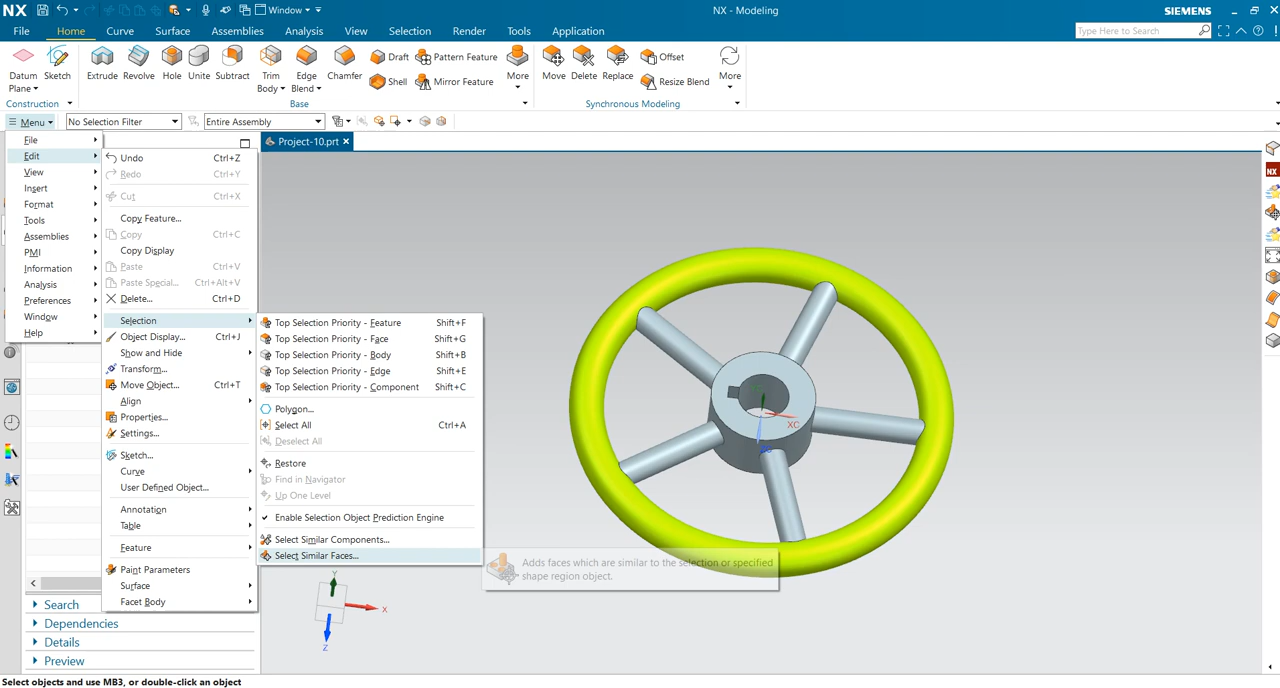 NX
Window
NX - Modeling
SIEMENS
File
Home
Curve
Surface
Assemblies
Analysis
View
Selection
Render
Tools
Application
Type Here to Search
Datum Plane
Sketch
Extrude
Revolve
Hole
Unite
Subtract
Trim Body
Edge Blend
Chamfer
Draft
Shell
Pattern Feature
Mirror Feature
More
Move
Delete
Replace
Offset
Resize Blend
More
Construction
Base
Synchronous Modeling
Menu
No Selection Filter
Entire Assembly
Project-10.prt
File
Edit
View
Insert
Format
Tools
Assemblies
PMI
Information
Analysis
Preferences
Window
Help
Undo Ctrl+Z
Redo Ctrl+Y
Cut Ctrl+X
Copy Feature...
Copy Ctrl+C
Copy Display
Paste Ctrl+V
Paste Special... Ctrl+Alt+V
Delete... Ctrl+D
Selection
Object Display... Ctrl+J
Show and Hide
Transform...
Move Object... Ctrl+T
Align
Properties...
Settings...
Sketch...
Curve
User Defined Object...
Annotation
Table
Feature
Paint Parameters
Surface
Facet Body
Top Selection Priority - Feature Shift+F
Top Selection Priority - Face Shift+G
Top Selection Priority - Body Shift+B
Top Selection Priority - Edge Shift+E
Top Selection Priority - Component Shift+C
Polygon...
Select All Ctrl+A
Deselect All
Restore
Find in Navigator
Up One Level
Enable Selection Object Prediction Engine
Select Similar Components...
Select Similar Faces...
Adds faces which are similar to the selection or specified
shape region object.
XC
Y
X
Z
NX
Search
Dependencies
Details
Preview
Select objects and use MB3, or double-click an object